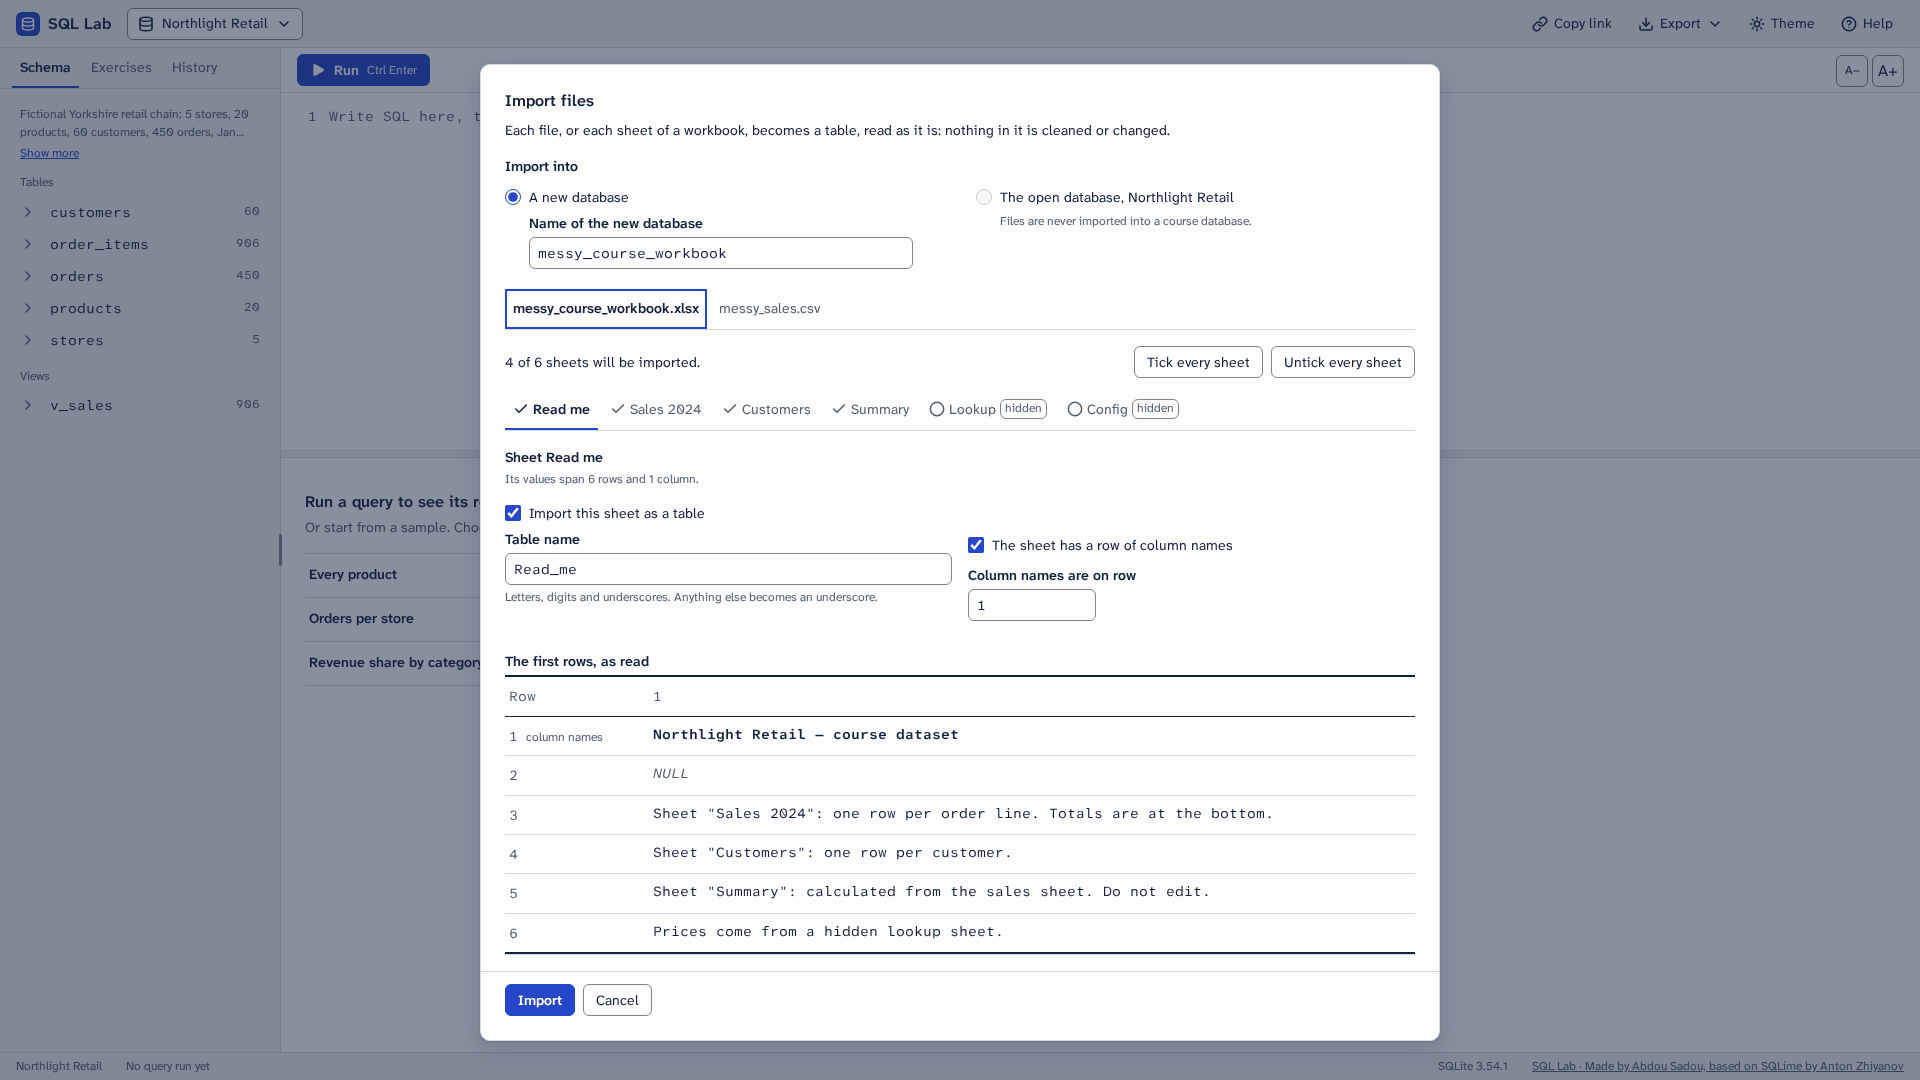 SQL Lab
Northlight Retail
Copy link
Export
Theme
Help
Schema
Exercises
History
Run Ctrl Enter
A−
A+
Fictional Yorkshire retail chain: 5 stores, 20
products, 60 customers, 450 orders, Jan…
Show more
Tables
customers 60
order_items 906
orders 450
products 20
stores 5
Views
v_sales 906
1 Write SQL here, t
Run a query to see its r
Or start from a sample. Cho
Every product
Orders per store
Revenue share by category
Import files
Each file, or each sheet of a workbook, becomes a table, read as it is: nothing in it is cleaned or changed.
Import into
A new database
Name of the new database
messy_course_workbook
The open database, Northlight Retail
Files are never imported into a course database.
messy_course_workbook.xlsx
messy_sales.csv
4 of 6 sheets will be imported.
Tick every sheet
Untick every sheet
Read me
Sales 2024
Customers
Summary
Lookup hidden
Config hidden
Sheet Read me
Its values span 6 rows and 1 column.
Import this sheet as a table
Table name
Read_me
Letters, digits and underscores. Anything else becomes an underscore.
The sheet has a row of column names
Column names are on row
1
The first rows, as read
Row 1
1 column names Northlight Retail — course dataset
2 NULL
3 Sheet "Sales 2024": one row per order line. Totals are at the bottom.
4 Sheet "Customers": one row per customer.
5 Sheet "Summary": calculated from the sales sheet. Do not edit.
6 Prices come from a hidden lookup sheet.
Import
Cancel
Northlight Retail
No query run yet
SQLite 3.54.1
SQL Lab · Made by Abdou Sadou, based on SQLime by Anton Zhiyanov